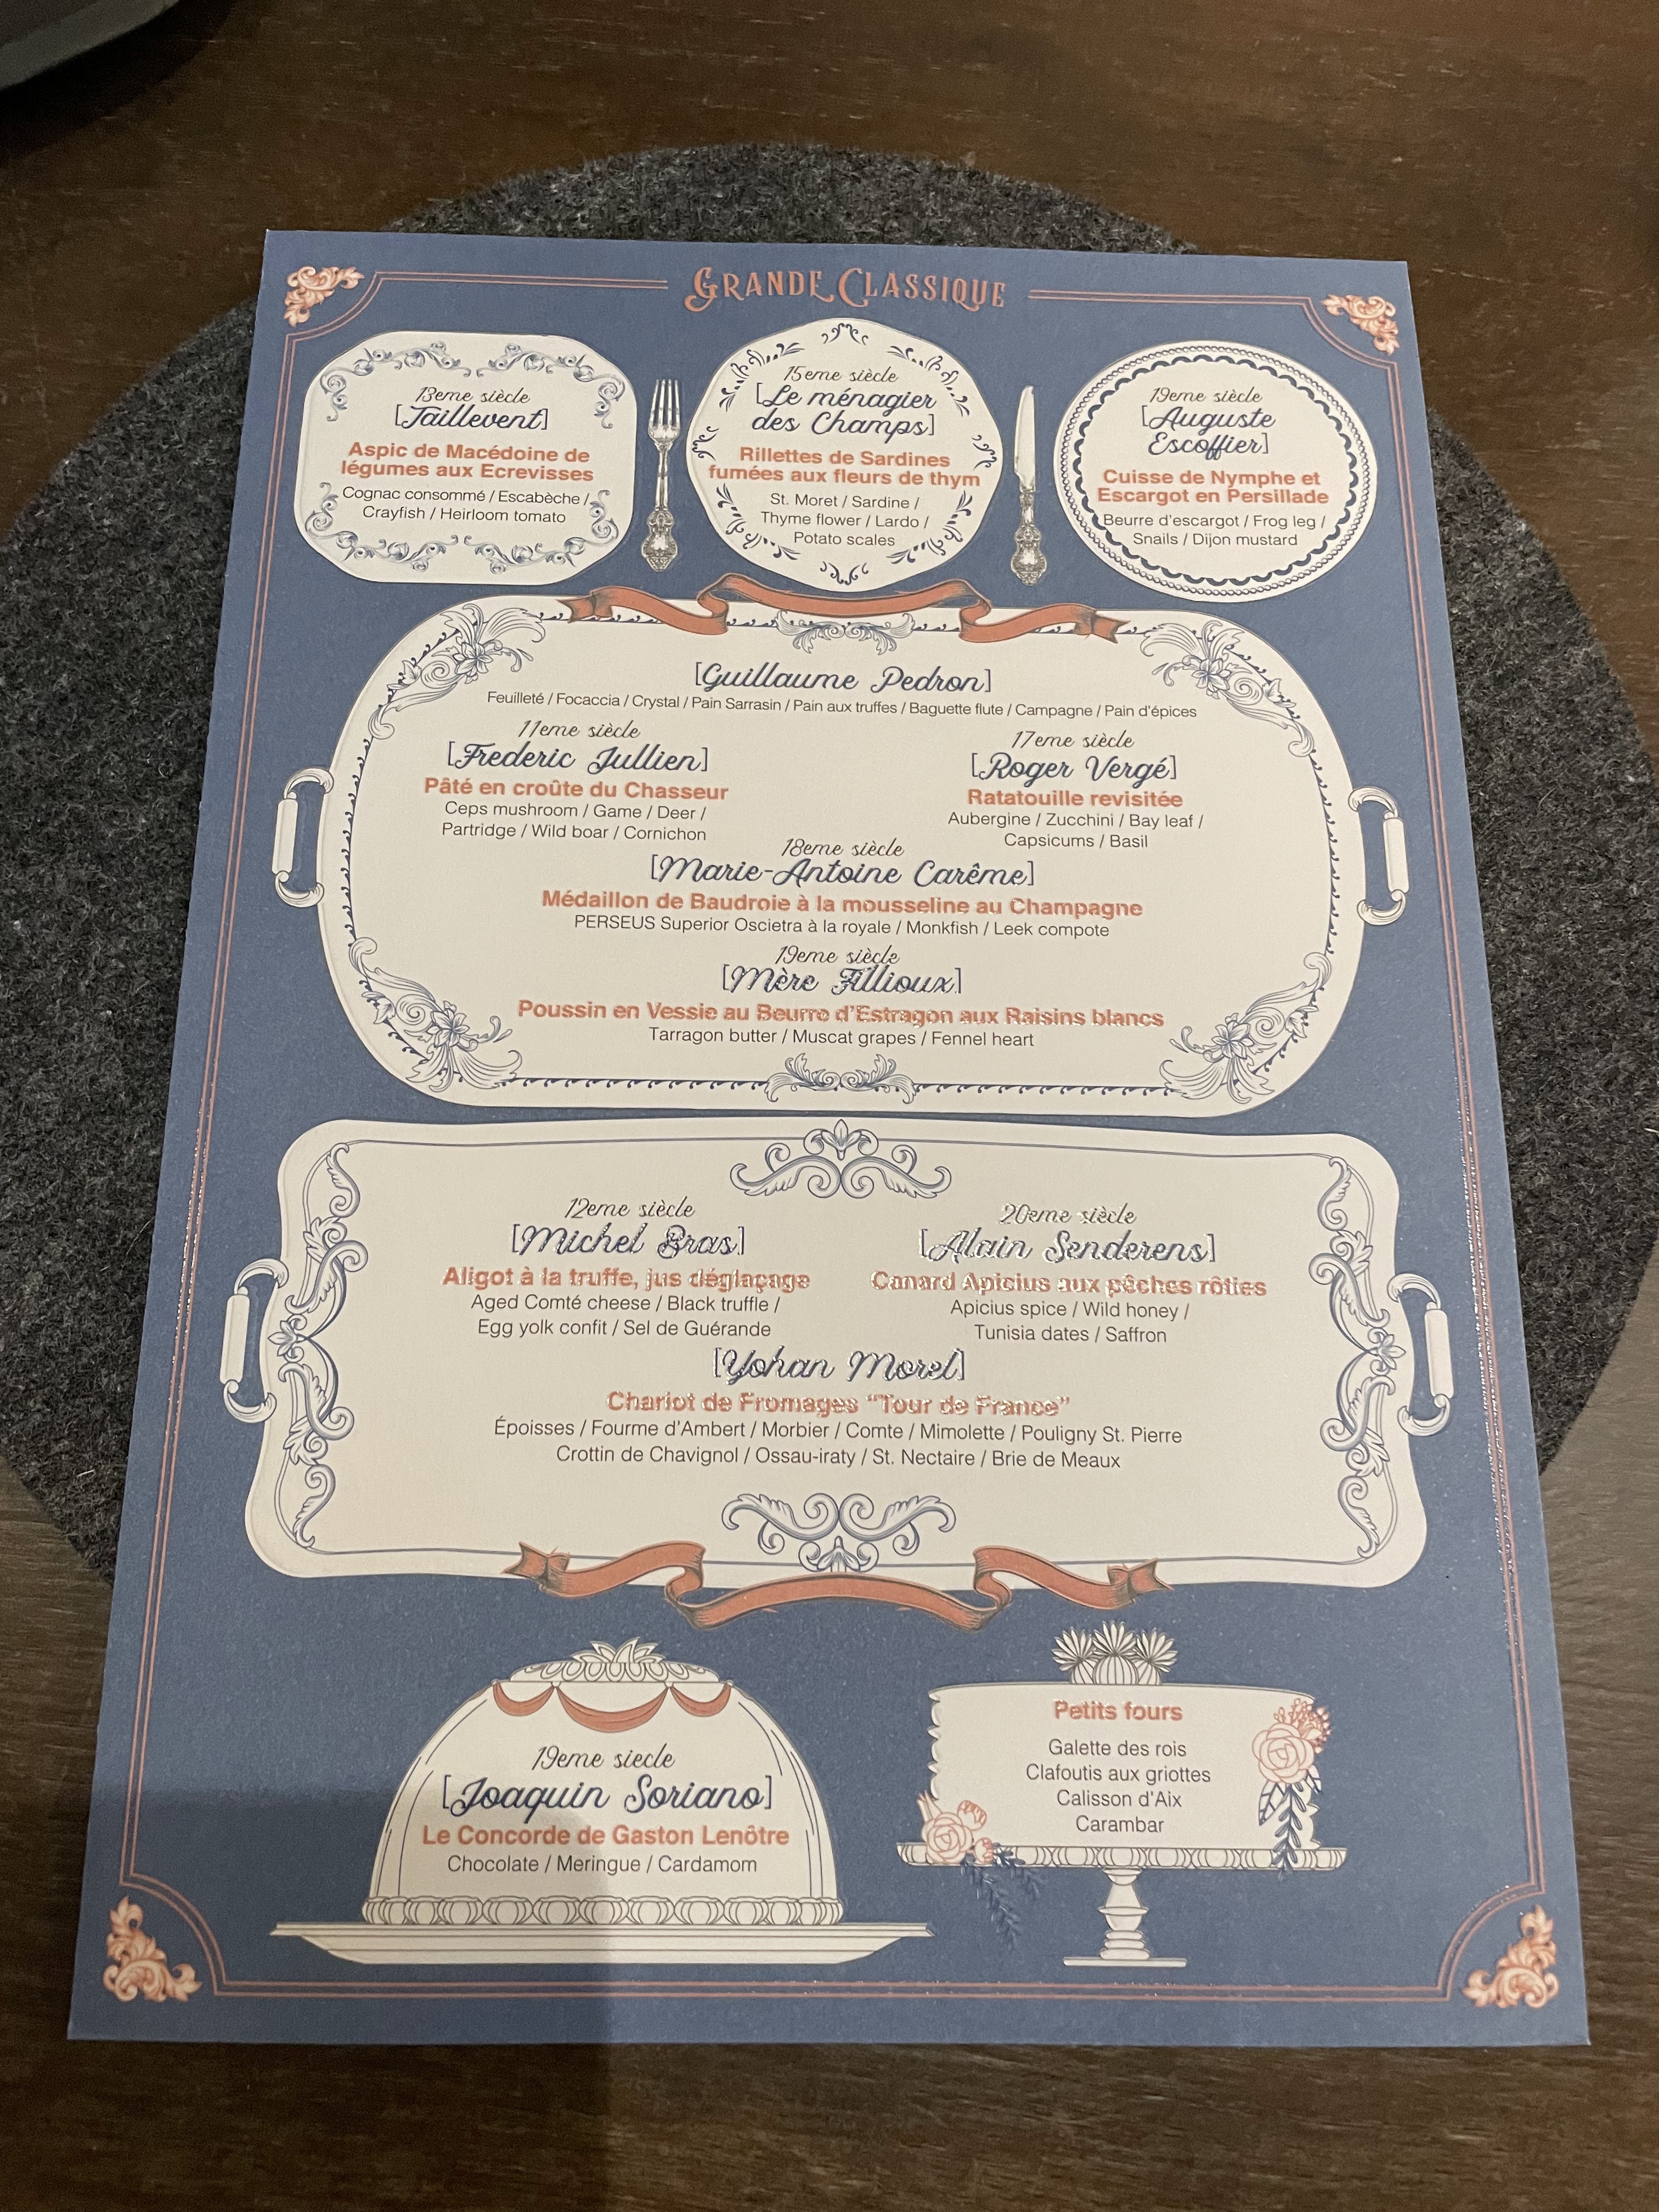 GRANDE CLASSIQUE
13eme siècle
[Taillevent]
Aspic de Macédoine de
légumes aux Ecrevisses
Cognac consommé / Escabèche /
Crayfish / Heirloom tomato
15eme siècle
[Le ménagier
des Champs]
Rillettes de Sardines
fumées aux fleurs de thym
St. Moret / Sardine /
Thyme flower / Lardo /
Potato scales
19eme siècle
[Auguste
Escoffier]
Cuisse de Nymphe et
Escargot en Persillade
Beurre d'escargot / Frog leg /
Snails / Dijon mustard
[Guillaume Pedron]
Feuilleté / Focaccia / Crystal / Pain Sarrasin / Pain aux truffes / Baguette flute / Campagne / Pain d'épices
11eme siècle
[Frederic Jullien]
Pâté en croûte du Chasseur
Ceps mushroom / Game / Deer /
Partridge / Wild boar / Cornichon
17eme siècle
[Roger Vergé]
Ratatouille revisitée
Aubergine / Zucchini / Bay leaf /
Capsicums / Basil
18eme siècle
[Marie-Antoine Carême]
Médaillon de Baudroie à la mousseline au Champagne
PERSEUS Superior Oscietra à la royale / Monkfish / Leek compote
19eme siècle
[Mère Fillioux]
Poussin en Vessie au Beurre d'Estragon aux Raisins blancs
Tarragon butter / Muscat grapes / Fennel heart
12eme siècle
[Michel Bras]
Aligot à la truffe, jus déglaçage
Aged Comté cheese / Black truffle /
Egg yolk confit / Sel de Guérande
20eme siècle
[Alain Senderens]
Canard Apicius aux pêches rôties
Apicius spice / Wild honey /
Tunisia dates / Saffron
[Yohan Morel]
Chariot de Fromages "Tour de France"
Époisses / Fourme d'Ambert / Morbier / Comte / Mimolette / Pouligny St. Pierre
Crottin de Chavignol / Ossau-iraty / St. Nectaire / Brie de Meaux
19eme siecle
[Joaquin Soriano]
Le Concorde de Gaston Lenôtre
Chocolate / Meringue / Cardamom
Petits fours
Galette des rois
Clafoutis aux griottes
Calisson d'Aix
Carambar